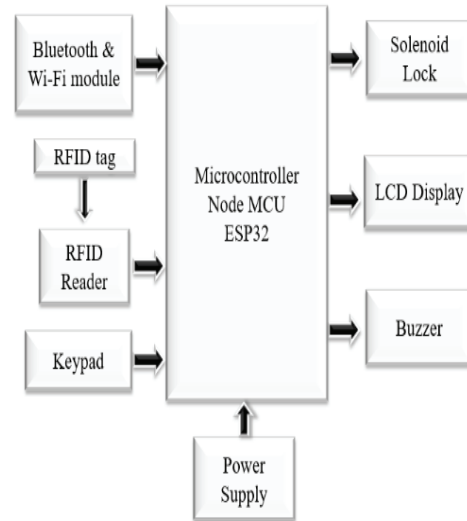 Bluetooth &
Wi-Fi module
RFID tag
RFID
Reader
Keypad
Microcontroller
Node MCU
ESP32
Solenoid
Lock
LCD Display
Buzzer
Power
Supply